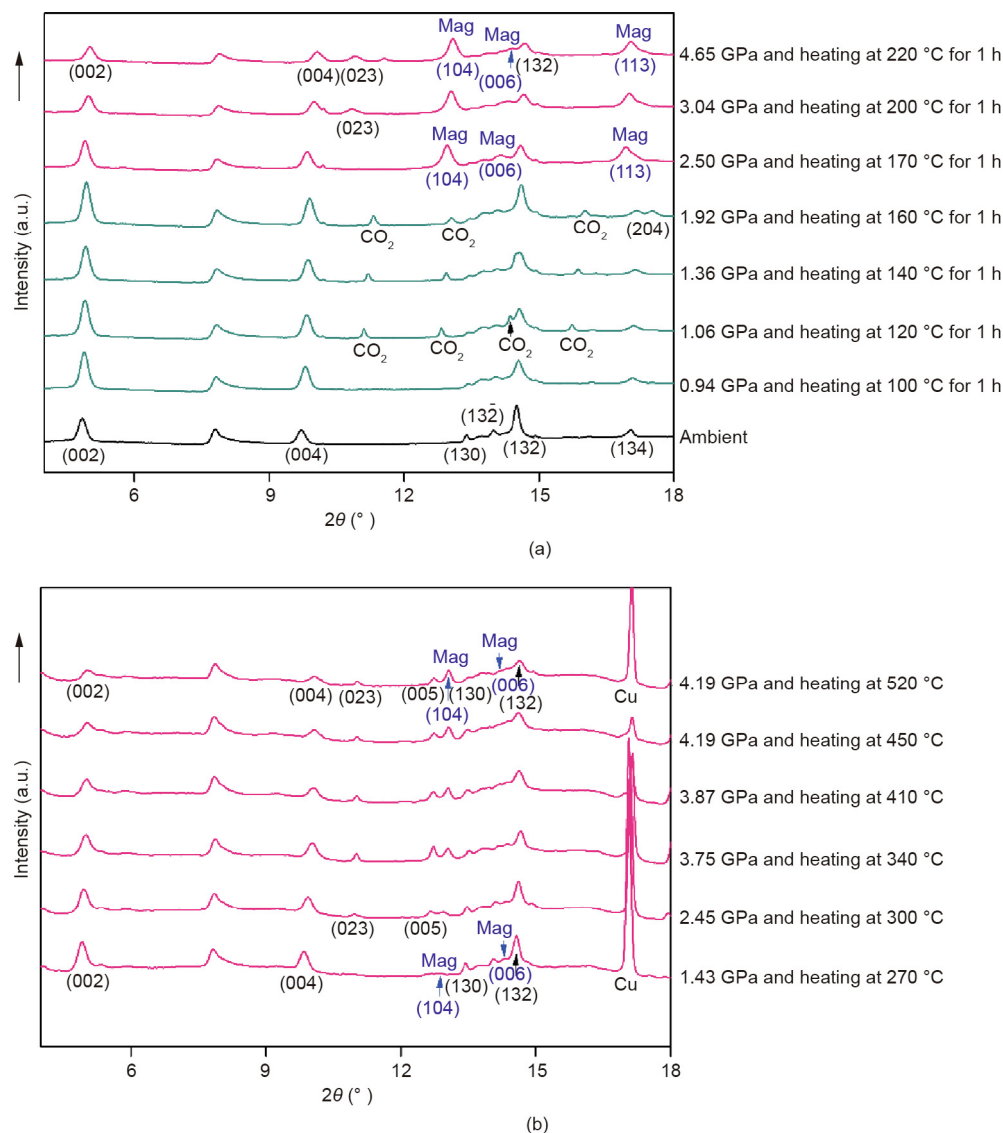 Mag
Mag
Mag
(002)
(004)
(023)
(104)
(006)
(132)
(113)
4.65 GPa and heating at 220 °C for 1 h
(023)
3.04 GPa and heating at 200 °C for 1 h
Mag
Mag
Mag
(104)
(006)
(113)
2.50 GPa and heating at 170 °C for 1 h
CO2
CO2
CO2
(204)
1.92 GPa and heating at 160 °C for 1 h
1.36 GPa and heating at 140 °C for 1 h
CO2
CO2
CO2
CO2
1.06 GPa and heating at 120 °C for 1 h
0.94 GPa and heating at 100 °C for 1 h
(002)
(004)
(132̄)
(130)
(132)
(134)
Ambient
Intensity (a.u.)
6
9
12
15
18
2θ (°)
(a)
Mag
Mag
(002)
(004)
(023)
(005)
(130)
(006)
(104)
(132)
Cu
4.19 GPa and heating at 520 °C
4.19 GPa and heating at 450 °C
3.87 GPa and heating at 410 °C
3.75 GPa and heating at 340 °C
(023)
(005)
2.45 GPa and heating at 300 °C
Mag
Mag
(002)
(004)
(130)
(006)
(104)
(132)
Cu
1.43 GPa and heating at 270 °C
Intensity (a.u.)
6
9
12
15
18
2θ (°)
(b)